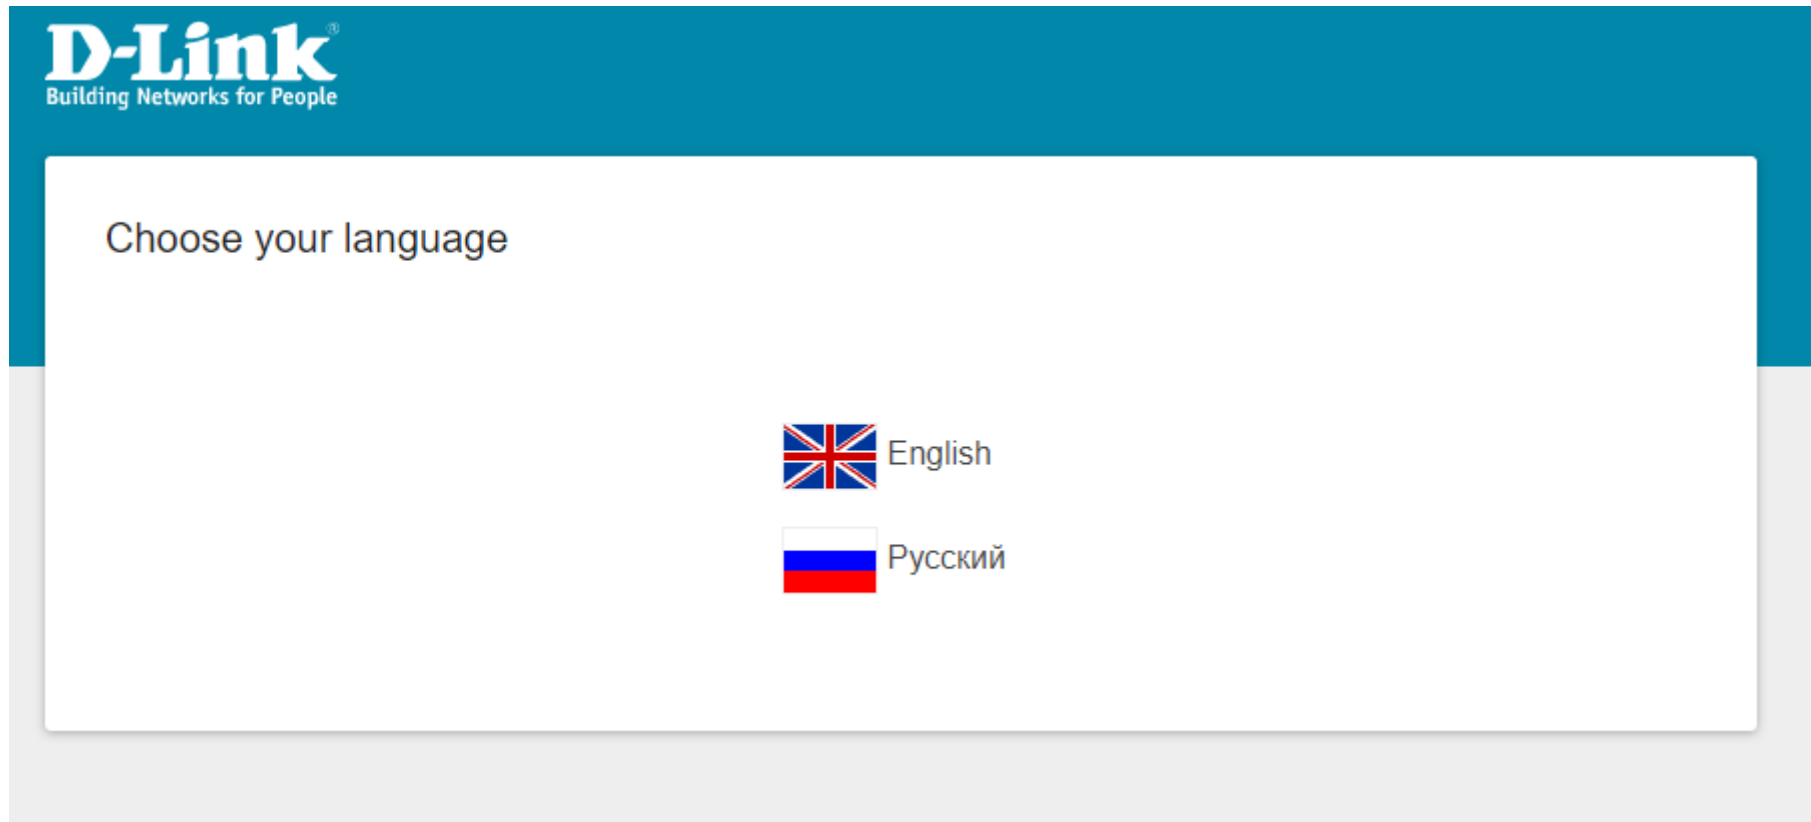 D-Link®
Building Networks for People
Choose your language
English
Русский